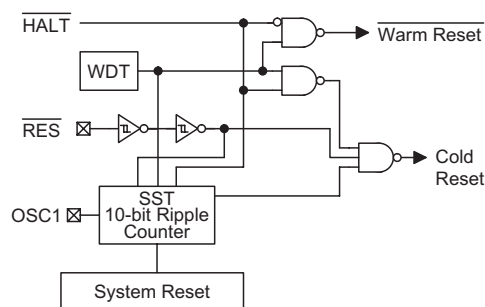 HALT
Warm Reset
WDT
RES
Cold
Reset
SST
10-bit Ripple
Counter
OSC1
System Reset